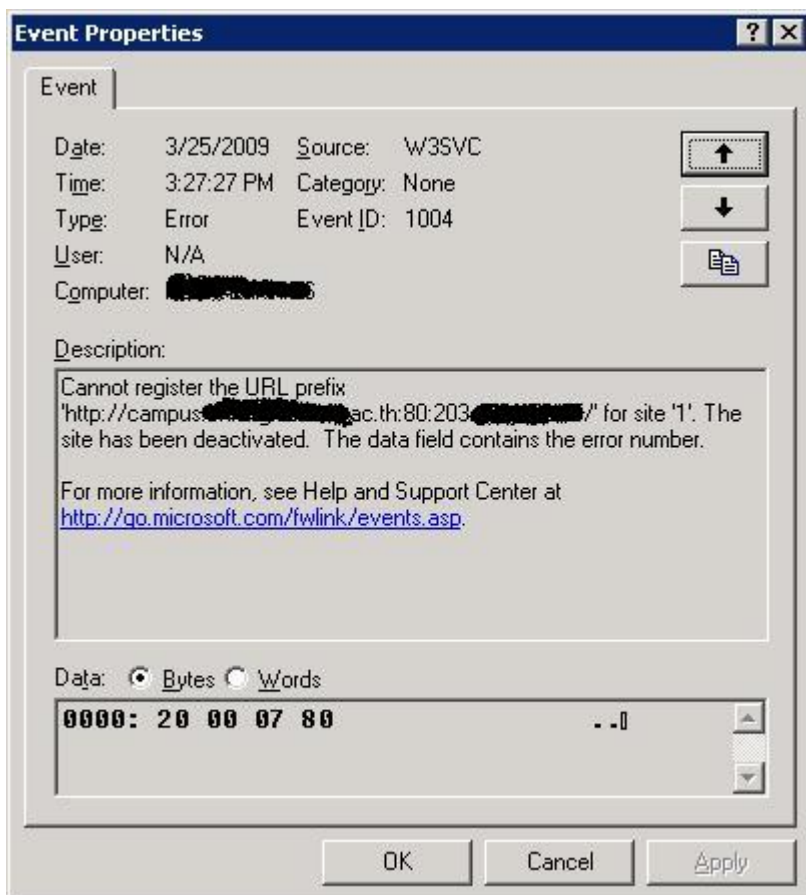 Event Properties
Event
Date: 3/25/2009 Source: W3SVC
Time: 3:27:27 PM Category: None
Type: Error Event ID: 1004
User: N/A
Computer:
Description:
Cannot register the URL prefix
'http://campus ac.th:80:203 /' for site '1'. The
site has been deactivated. The data field contains the error number.
For more information, see Help and Support Center at
http://go.microsoft.com/fwlink/events.asp.
Data: Bytes Words
0000: 20 00 07 80 ..
OK Cancel Apply